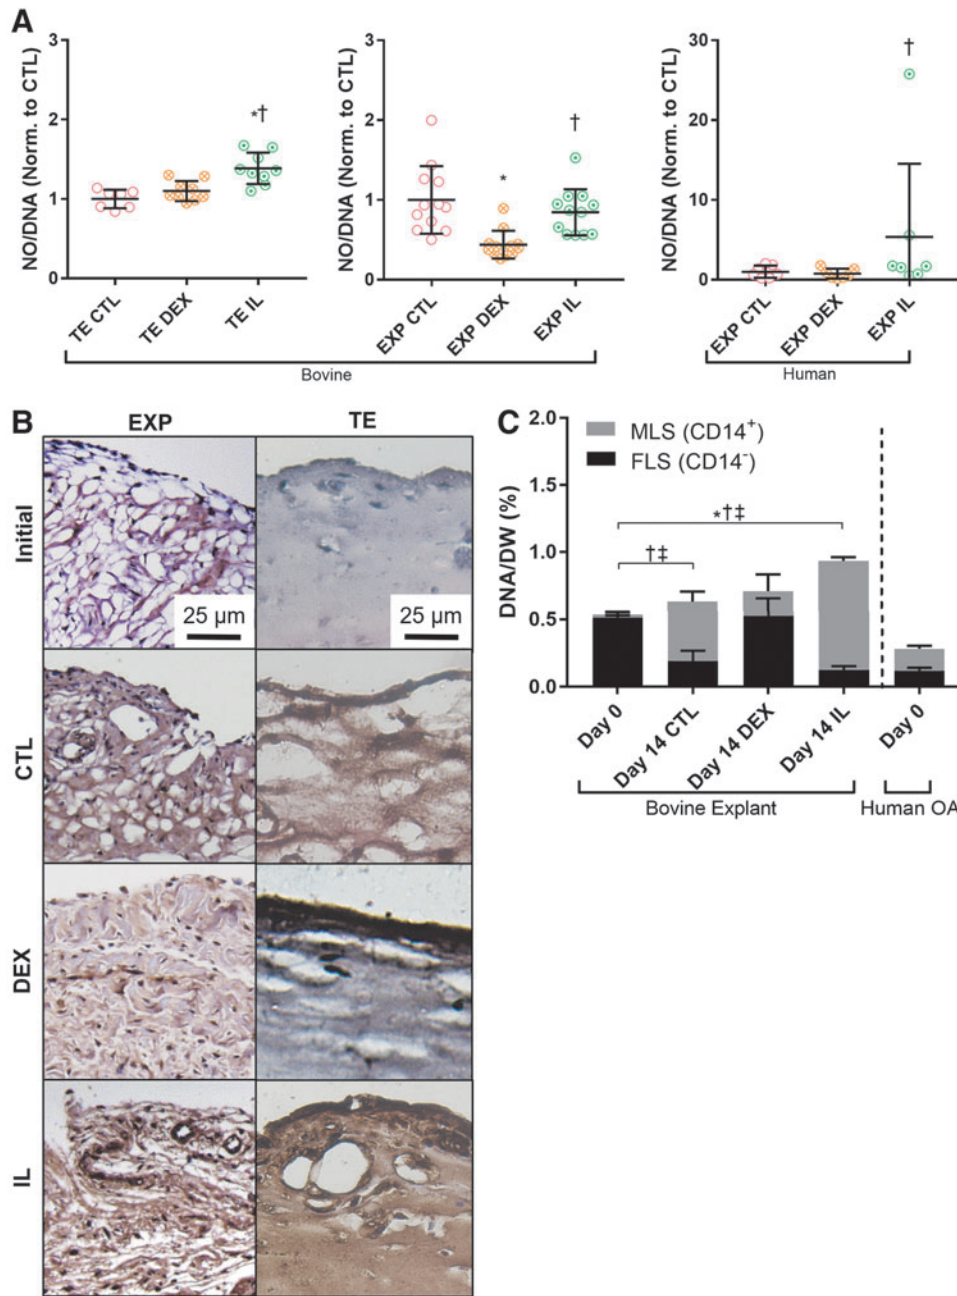 A
NO/DNA (Norm. to CTL)
3
2
1
0
*†
TE CTL
TE DEX
TE IL
NO/DNA (Norm. to CTL)
3
2
1
0
*
†
EXP CTL
EXP DEX
EXP IL
Bovine
NO/DNA (Norm. to CTL)
30
20
10
0
†
EXP CTL
EXP DEX
EXP IL
Human
B
EXP
TE
Initial
25 µm
25 µm
CTL
DEX
IL
C
DNA/DW (%)
2.0
1.5
1.0
0.5
0.0
MLS (CD14⁺)
FLS (CD14⁻)
*†‡
†‡
Day 0
Day 14 CTL
Day 14 DEX
Day 14 IL
Day 0
Bovine Explant
Human OA